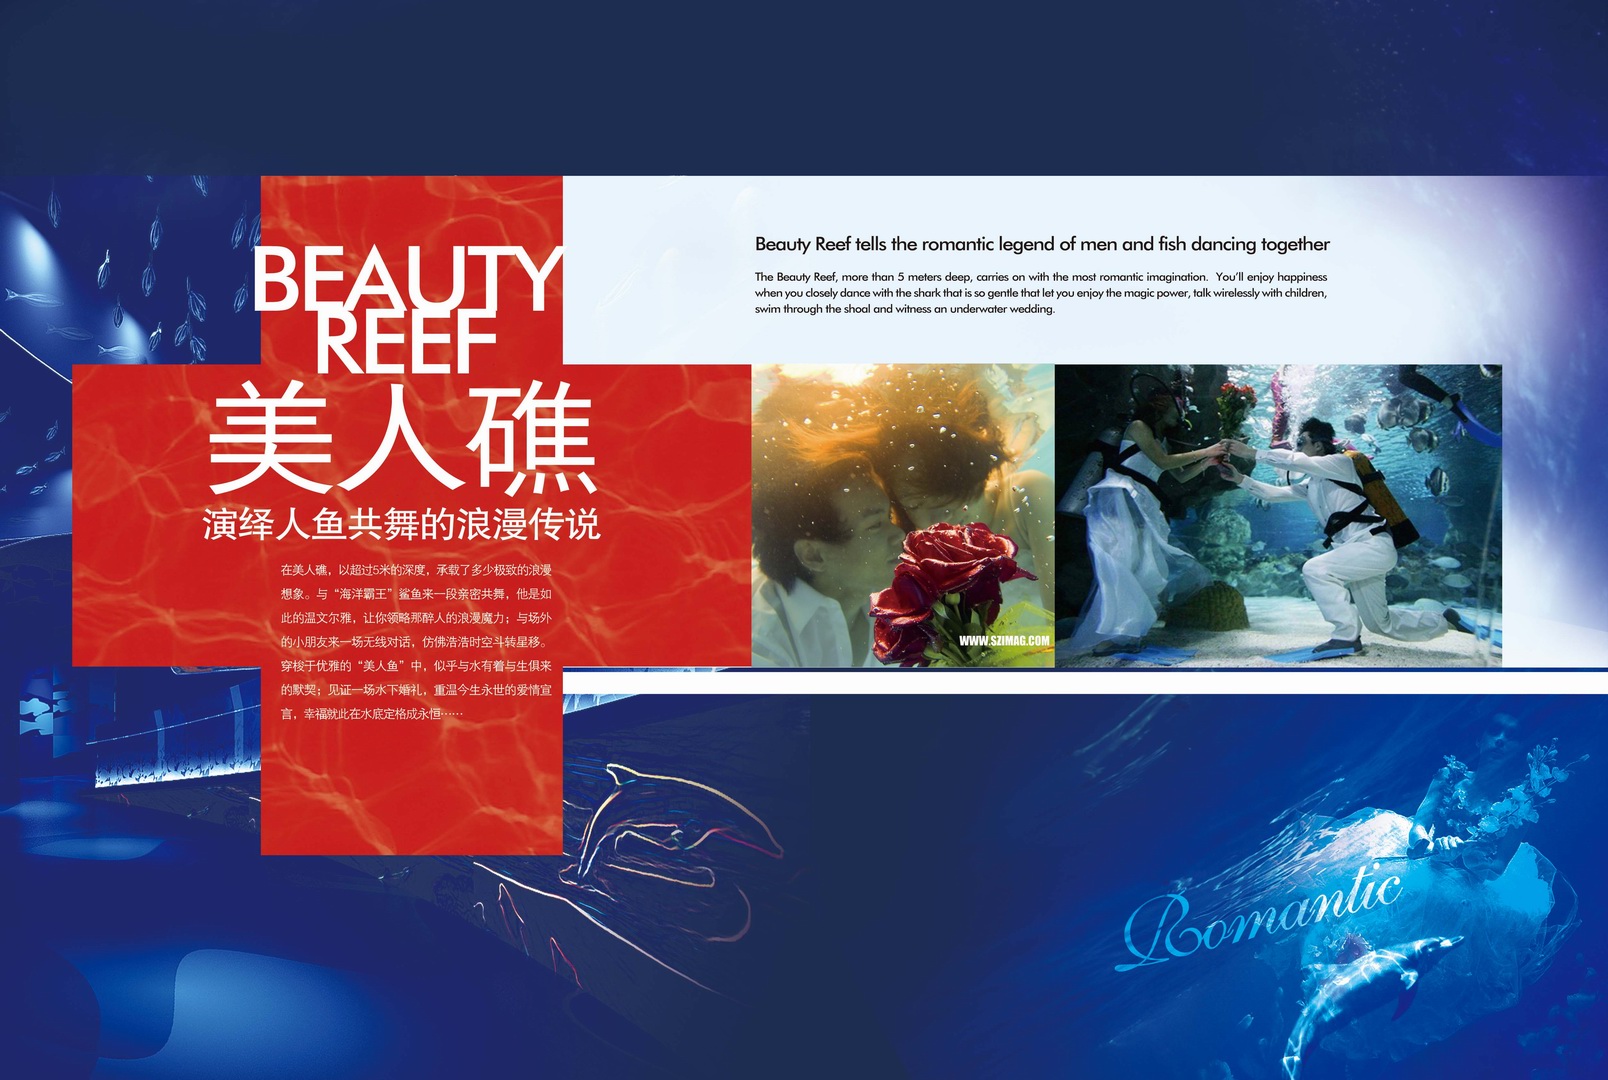 BEAUTY
REEF
美人礁
演绎人鱼共舞的浪漫传说
在美人礁，以超过5米的深度，承载了多少极致的浪漫
想象。与“海洋霸王”鲨鱼来一段亲密共舞，他是如
此的温文尔雅，让你领略那醉人的浪漫魔力；与场外
的小朋友来一场无线对话，仿佛浩浩时空斗转星移。
穿梭于优雅的“美人鱼”中，似乎与水有着与生俱来
的默契；见证一场水下婚礼，重温今生永世的爱情宣
言，幸福就此在水底定格成永恒······
Beauty Reef tells the romantic legend of men and fish dancing together
The Beauty Reef, more than 5 meters deep, carries on with the most romantic imagination. You'll enjoy happiness
when you closely dance with the shark that is so gentle that let you enjoy the magic power, talk wirelessly with children,
swim through the shoal and witness an underwater wedding.
WWW.SZIMAG.COM
Romantic